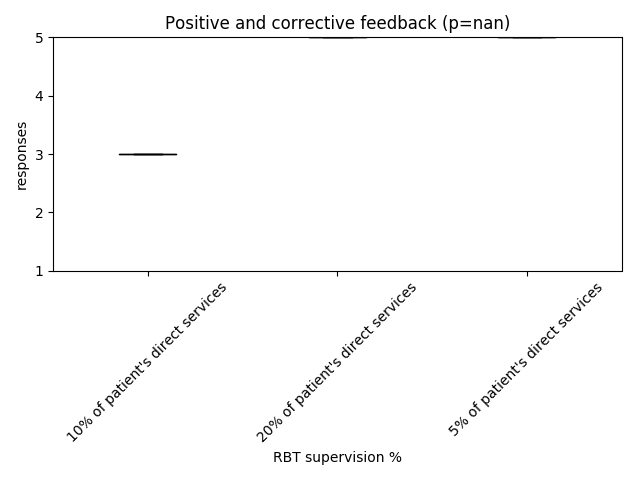 Positive and corrective feedback (p=nan)
5
4
3
2
1
responses
10% of patient's direct services
20% of patient's direct services
5% of patient's direct services
RBT supervision %